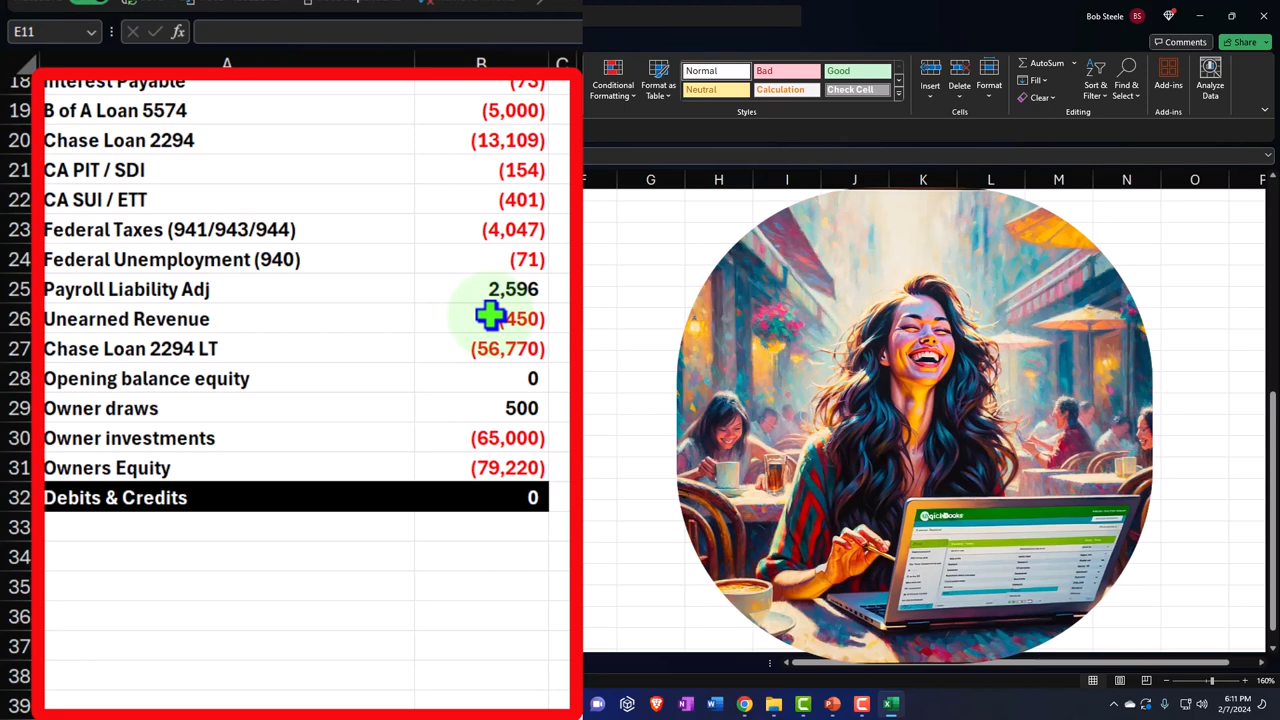 E11
fx
Bob Steele
BS
Comments
Share
Conditional Formatting
Format as Table
Normal
Bad
Good
Neutral
Calculation
Check Cell
Insert
Delete
Format
AutoSum
Fill
Clear
Sort & Filter
Find & Select
Add-ins
Analyze Data
Styles
Cells
Editing
Add-ins
A B C
G H I J K L M N O
18 Interest Payable (73)
19 B of A Loan 5574 (5,000)
20 Chase Loan 2294 (13,109)
21 CA PIT / SDI (154)
22 CA SUI / ETT (401)
23 Federal Taxes (941/943/944) (4,047)
24 Federal Unemployment (940) (71)
25 Payroll Liability Adj 2,596
26 Unearned Revenue (450)
27 Chase Loan 2294 LT (56,770)
28 Opening balance equity 0
29 Owner draws 500
30 Owner investments (65,000)
31 Owners Equity (79,220)
32 Debits & Credits 0
33
34
35
36
37
38
39
160%
6:11 PM
2/7/2024